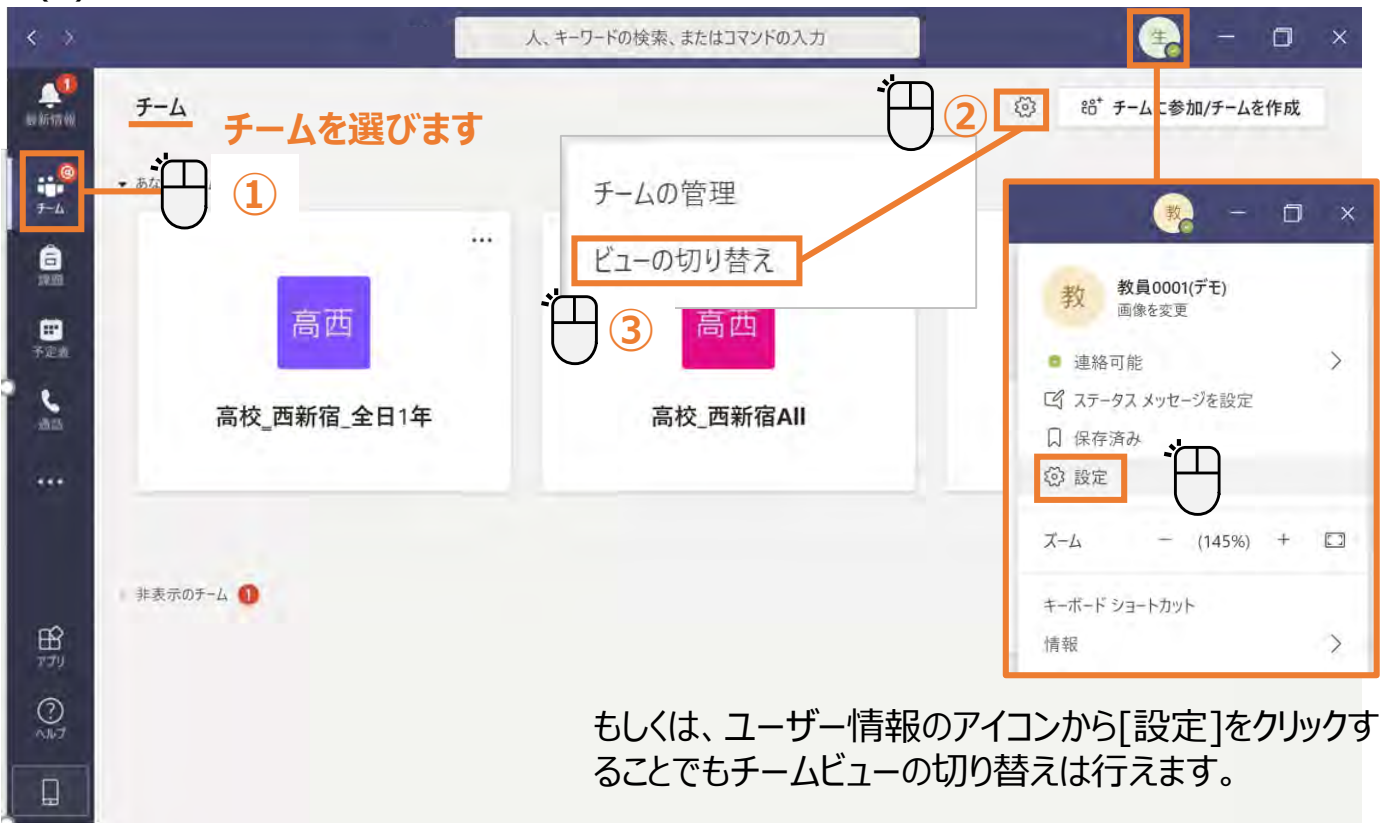 人、キーワードの検索、またはコマンドの入力
生
1
最新情報
チーム
チームを選びます
②
チームに参加/チームを作成
@
チーム
①
チームの管理
ビューの切り替え
③
課題
予定表
通話
高西
高校_西新宿_全日1年
高西
高校_西新宿All
教
教
教員0001(デモ)
画像を変更
連絡可能
ステータス メッセージを設定
保存済み
設定
ズーム
(145%)
キーボード ショートカット
情報
非表示のチーム 1
アプリ
ヘルプ
もしくは、ユーザー情報のアイコンから[設定]をクリックす
ることでもチームビューの切り替えは行えます。